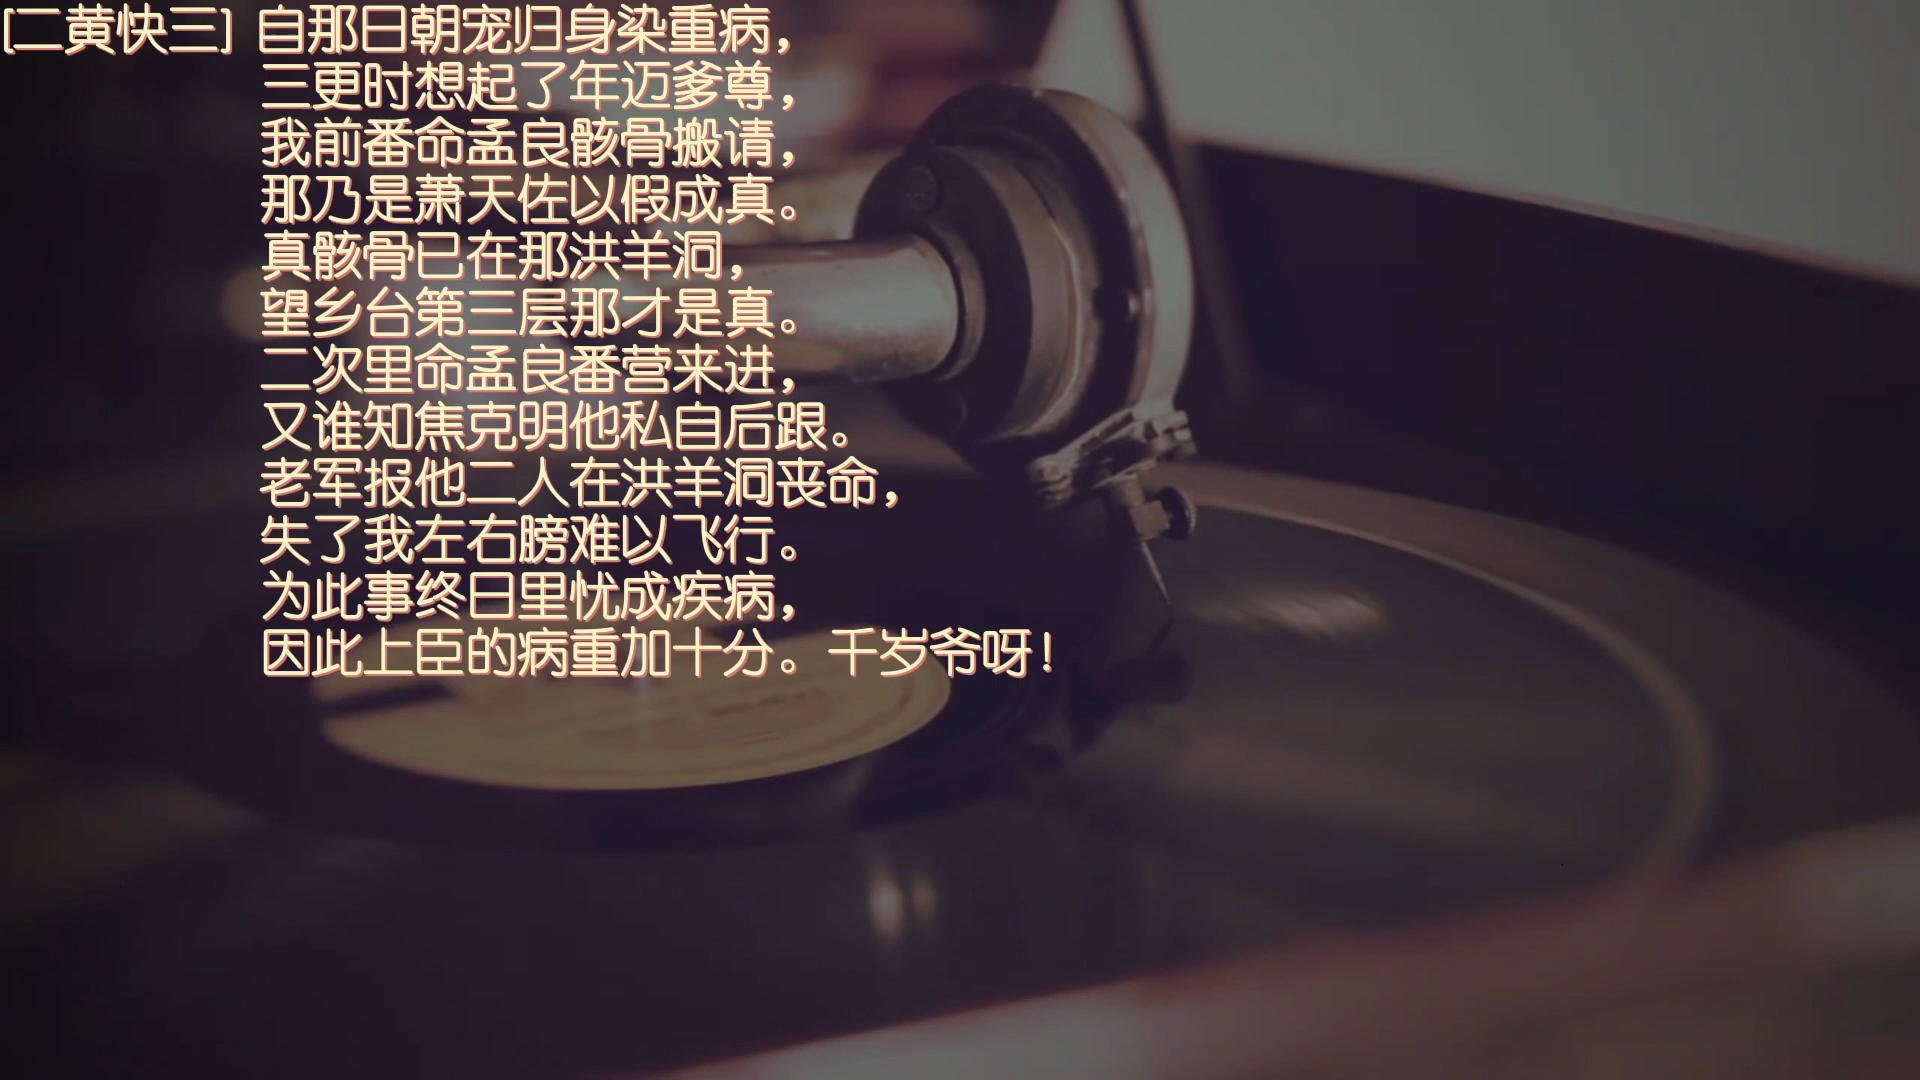 [二黄快三] 自那日朝宠归身染重病，
三更时想起了年迈爹尊，
我前番命孟良骸骨搬请，
那乃是萧天佐以假成真。
真骸骨已在那洪羊洞，
望乡台第三层那才是真。
二次里命孟良番营来进，
又谁知焦克明他私自后跟。
老军报他二人在洪羊洞丧命，
失了我左右膀难以飞行。
为此事终日里忧成疾病，
因此上臣的病重加十分。千岁爷呀！